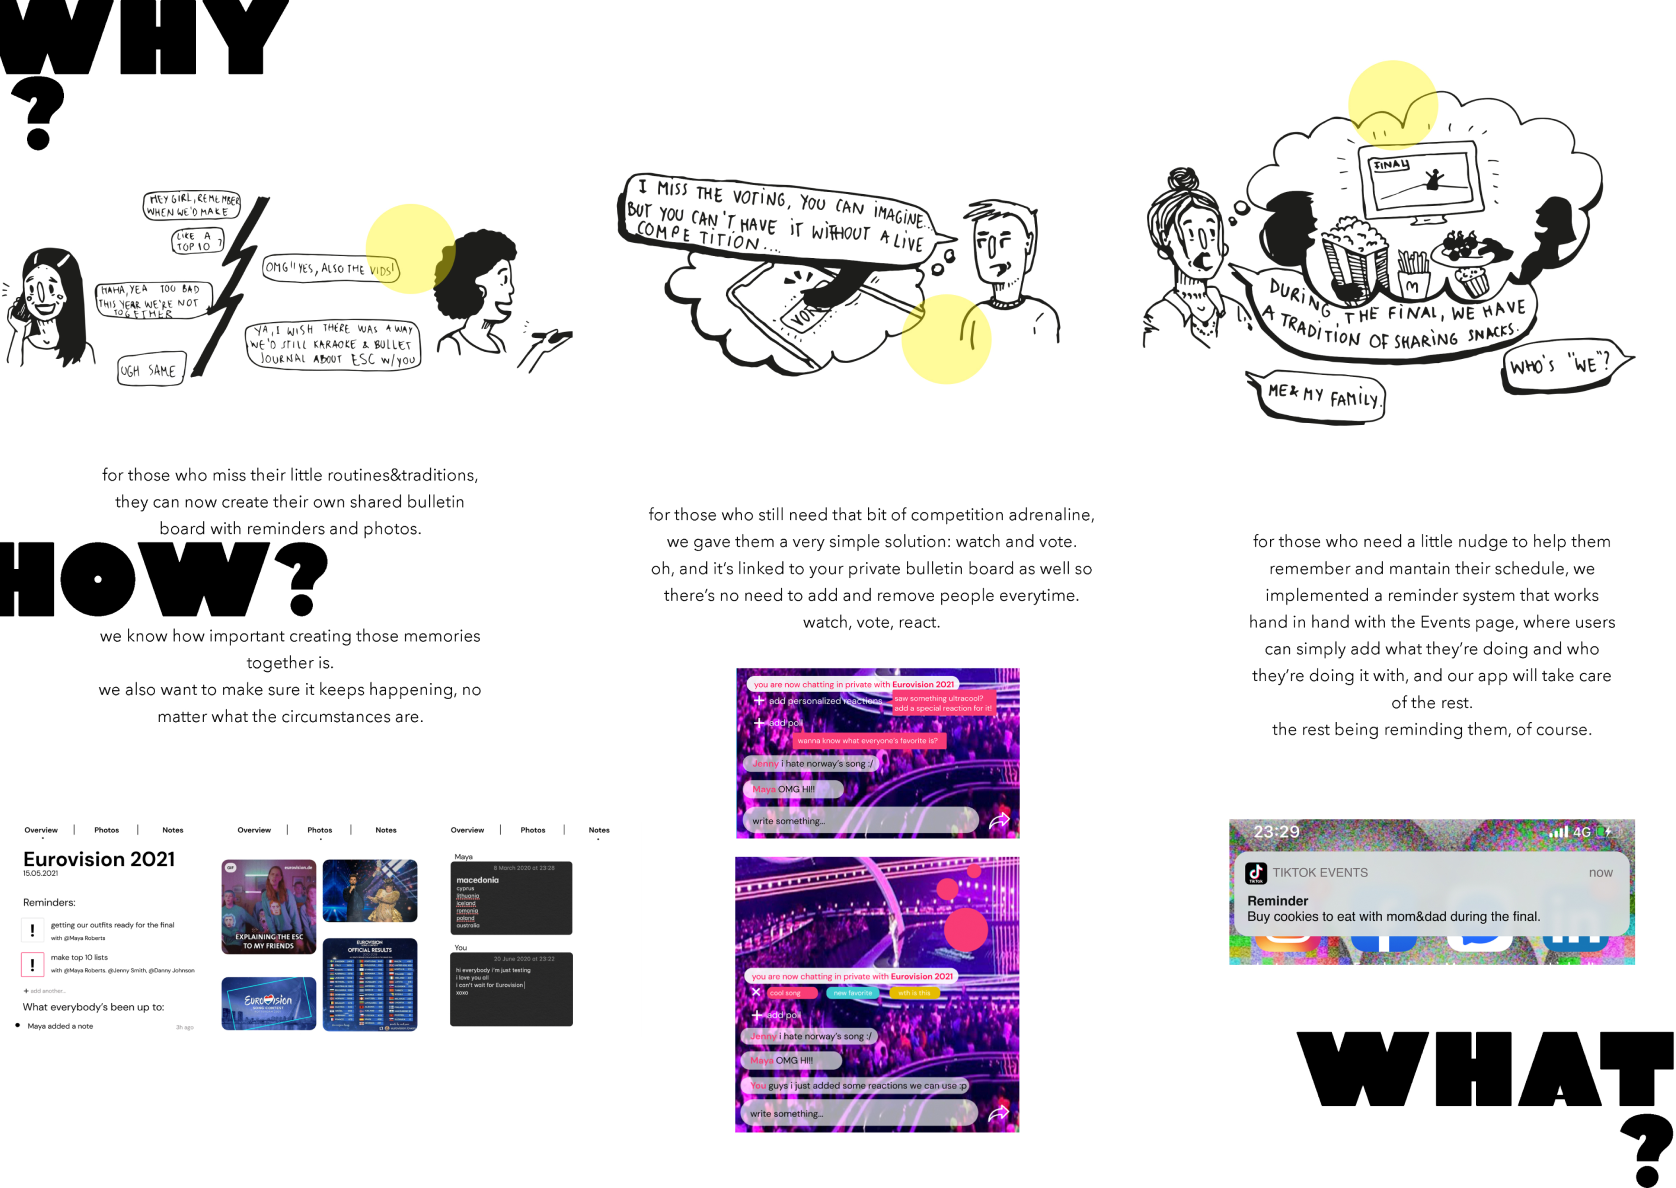 WHY
?
HEY GIRL, REMEMBER
WHEN WE'D MAKE
LIKE A
TOP 10?
OMG!! YES, ALSO THE VIDS!
HAHA, YEA TOO BAD
THIS YEAR WE'RE NOT
TOGETHER
YA, I WISH THERE WAS A WAY
WE'D STILL KARAOKE & BULLET
JOURNAL ABOUT ESC W/YOU
UGH SAME
I MISS THE VOTING, YOU CAN IMAGINE..
BUT YOU CAN'T HAVE IT WITHOUT A LIVE
COMPETITION...
VOTE
FINAL
M
DURING THE FINAL, WE HAVE
A TRADITION OF SHARING SNACKS.
WHO'S "WE"?
ME & MY FAMILY.
for those who miss their little routines&traditions,
they can now create their own shared bulletin
board with reminders and photos.
HOW?
we know how important creating those memories
together is.
we also want to make sure it keeps happening, no
matter what the circumstances are.
for those who still need that bit of competition adrenaline,
we gave them a very simple solution: watch and vote.
oh, and it's linked to your private bulletin board as well so
there's no need to add and remove people everytime.
watch, vote, react.
for those who need a little nudge to help them
remember and mantain their schedule, we
implemented a reminder system that works
hand in hand with the Events page, where users
can simply add what they're doing and who
they're doing it with, and our app will take care
of the rest.
the rest being reminding them, of course.
Overview | Photos | Notes
Eurovision 2021
15.05.2021
Reminders:
! getting our outfits ready for the final
with @Maya Roberts
! make top 10 lists
with @Maya Roberts @Jenny Smith, @Danny Johnson
+ add another...
What everybody's been up to:
Maya added a note 3h ago
Overview | Photos | Notes
GIF
eurovision.de
EXPLAINING THE ESC
TO MY FRIENDS
EUROVISION
OFFICIAL RESULTS
EUROVISION
SONG CONTEST
Overview | Photos | Notes
Maya
8 March 2020 at 23:28
macedonia
cyprus
lithuania
iceland
romania
poland
australia
You
20 June 2020 at 23:22
hi everybody i'm just testing
i love you all
i can't wait for Eurovision
xoxo
you are now chatting in private with Eurovision 2021
+ add personalized reactions
saw something ultracool?
add a special reaction for it!
+ add poll
wanna know what everyone's favorite is?
Jenny i hate norway's song :/
Maya OMG HI!!
write something...
you are now chatting in private with Eurovision 2021
cool song
new favorite
wth is this
+ add poll
Jenny i hate norway's song :/
Maya OMG HI!!
You guys i just added some reactions we can use :p
write something...
23:29
4G
TikTok
TIKTOK EVENTS
now
Reminder
Buy cookies to eat with mom&dad during the final.
WHAT
?